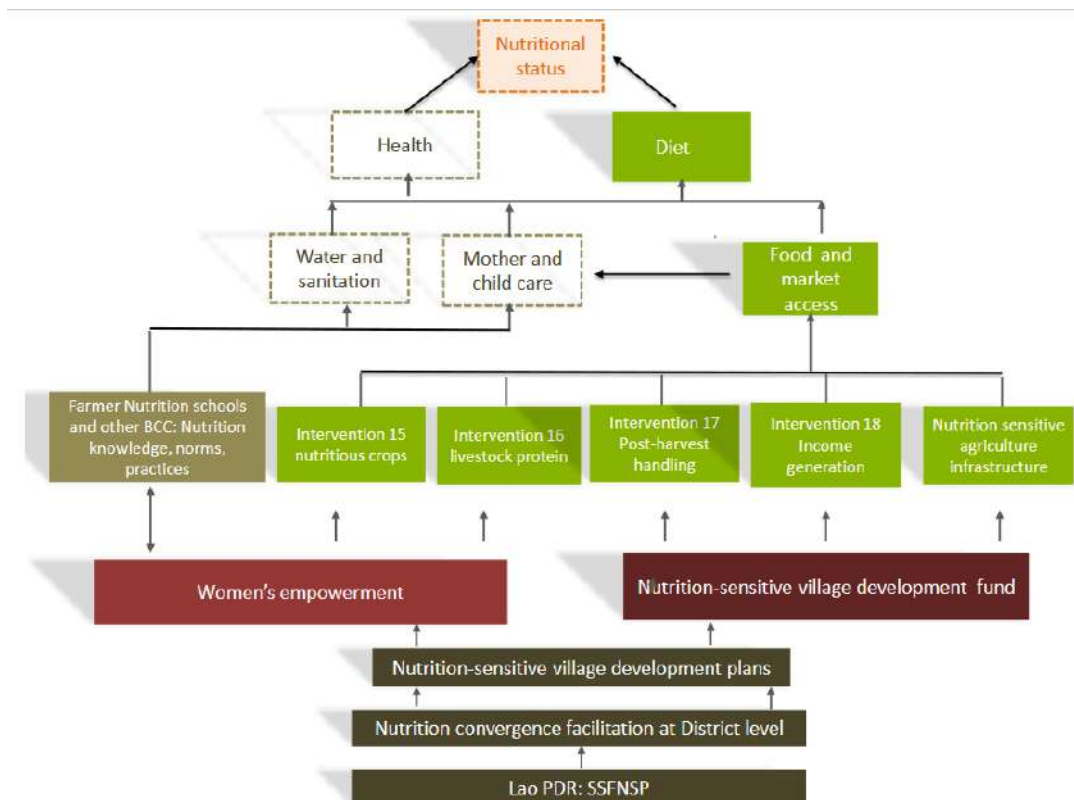 Nutritional
status
Health
Diet
Water and
sanitation
Mother and
child care
Food and
market
access
Farmer Nutrition schools
and other BCC: Nutrition
knowledge, norms,
practices
Intervention 15
nutritious crops
Intervention 16
livestock protein
Intervention 17
Post-harvest
handling
Intervention 18
Income
generation
Nutrition sensitive
agriculture
infrastructure
Women's empowerment
Nutrition-sensitive village development fund
Nutrition-sensitive village development plans
Nutrition convergence facilitation at District level
Lao PDR: SSFNSP